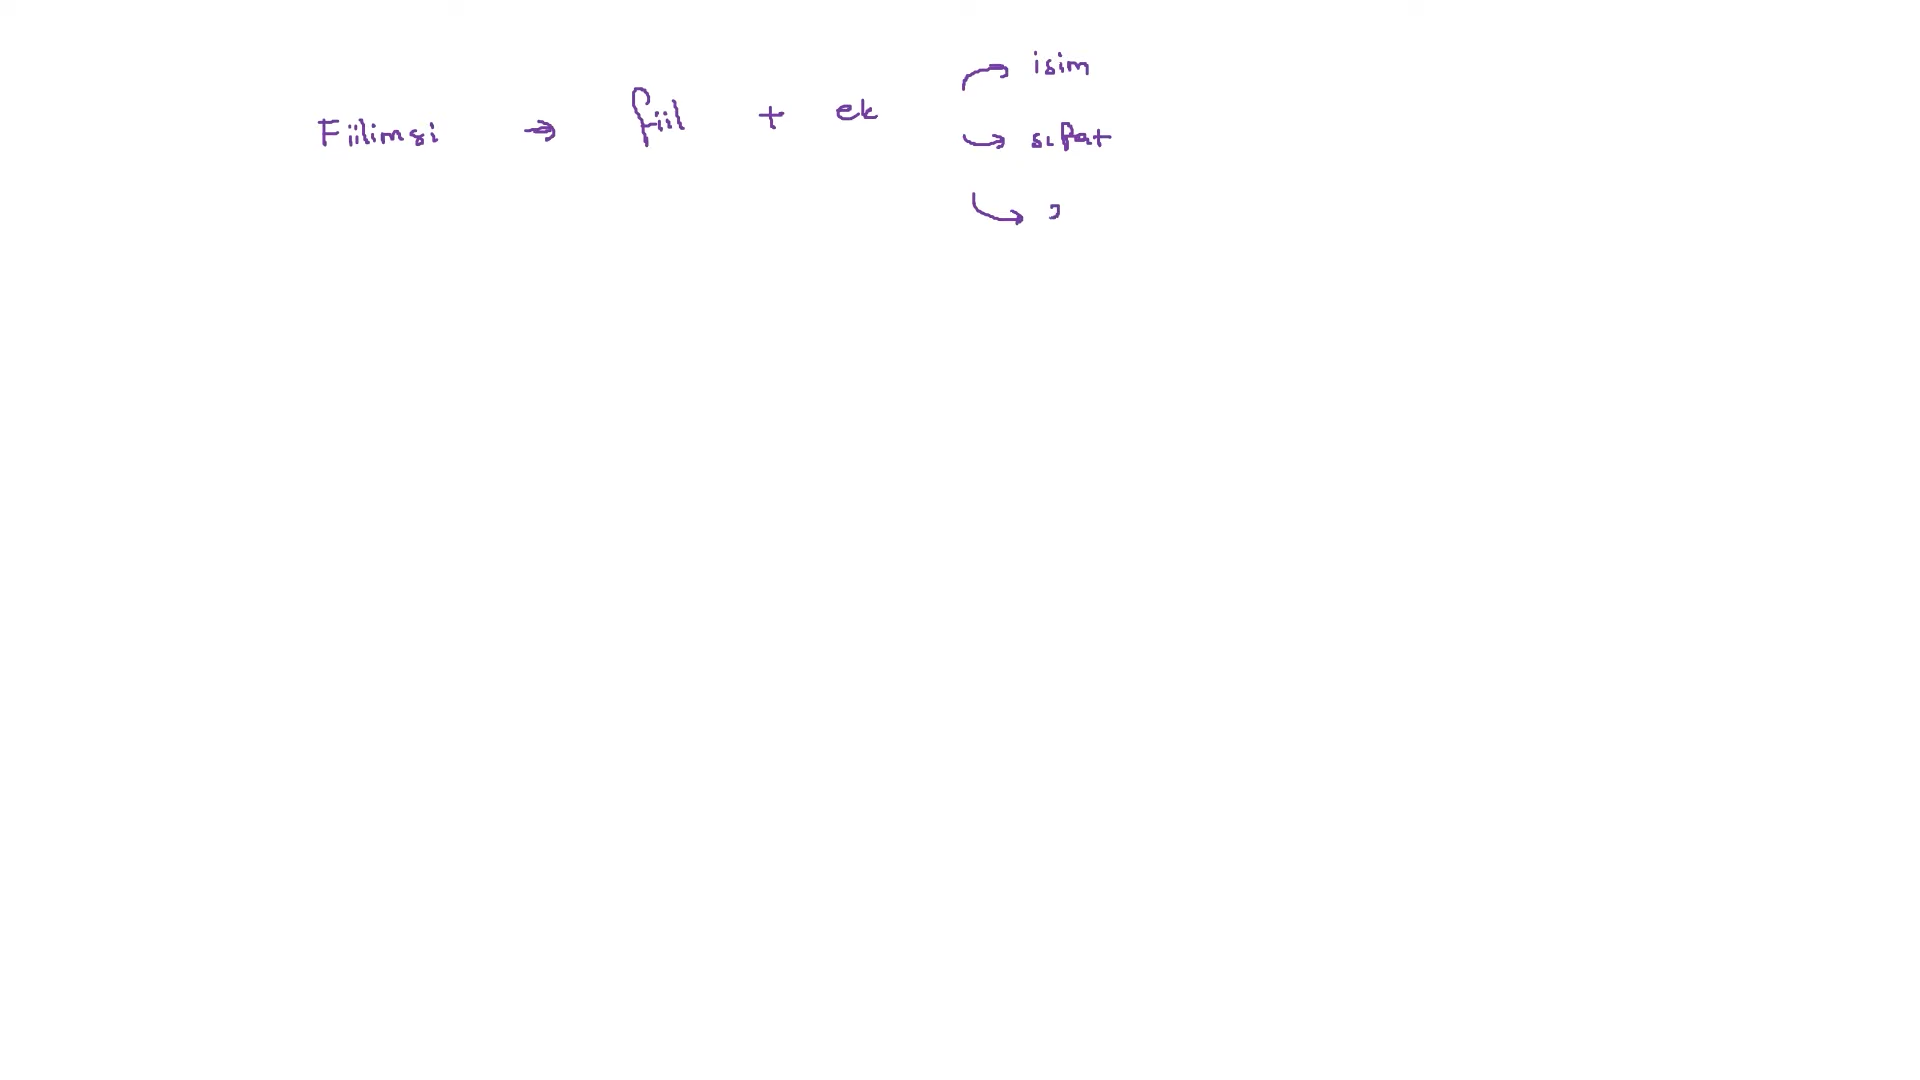 isim
Fiilimsi → fiil + ek
sıfat